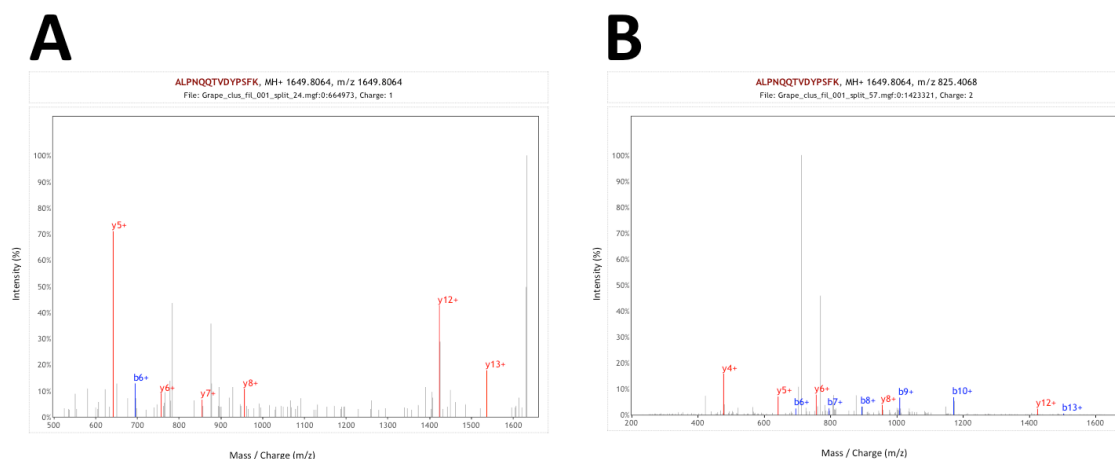 A
ALPNQQTVDYPSFK, MH+ 1649.8064, m/z 1649.8064
File: Grape_clus_fil_001_split_24.mgf:0:664973, Charge: 1
100%
90%
80%
70%
60%
50%
40%
30%
20%
10%
0%
Intensity (%)
y5+
b6+
y6+
y7+
y8+
y12+
y13+
500 600 700 800 900 1000 1100 1200 1300 1400 1500 1600
Mass / Charge (m/z)
B
ALPNQQTVDYPSFK, MH+ 1649.8064, m/z 825.4068
File: Grape_clus_fil_001_split_57.mgf:0:1423321, Charge: 2
100%
90%
80%
70%
60%
50%
40%
30%
20%
10%
0%
Intensity (%)
y4+
y5+
b6+
y6+
b7+
b8+
y8+
b9+
b10+
y12+
b13+
200 400 600 800 1000 1200 1400 1600
Mass / Charge (m/z)